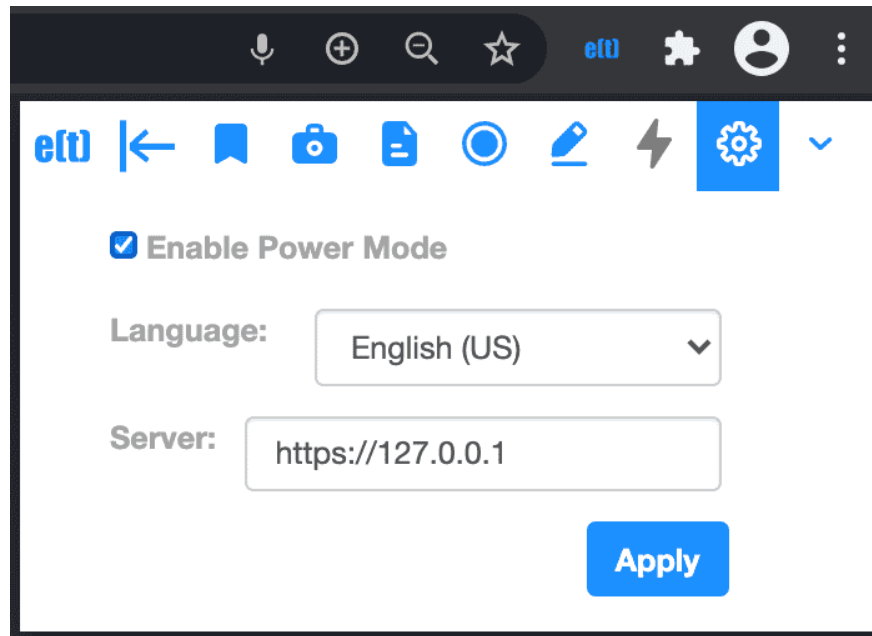 e(t)
e(t)
Enable Power Mode
Language:
English (US)
Server:
https://127.0.0.1
Apply